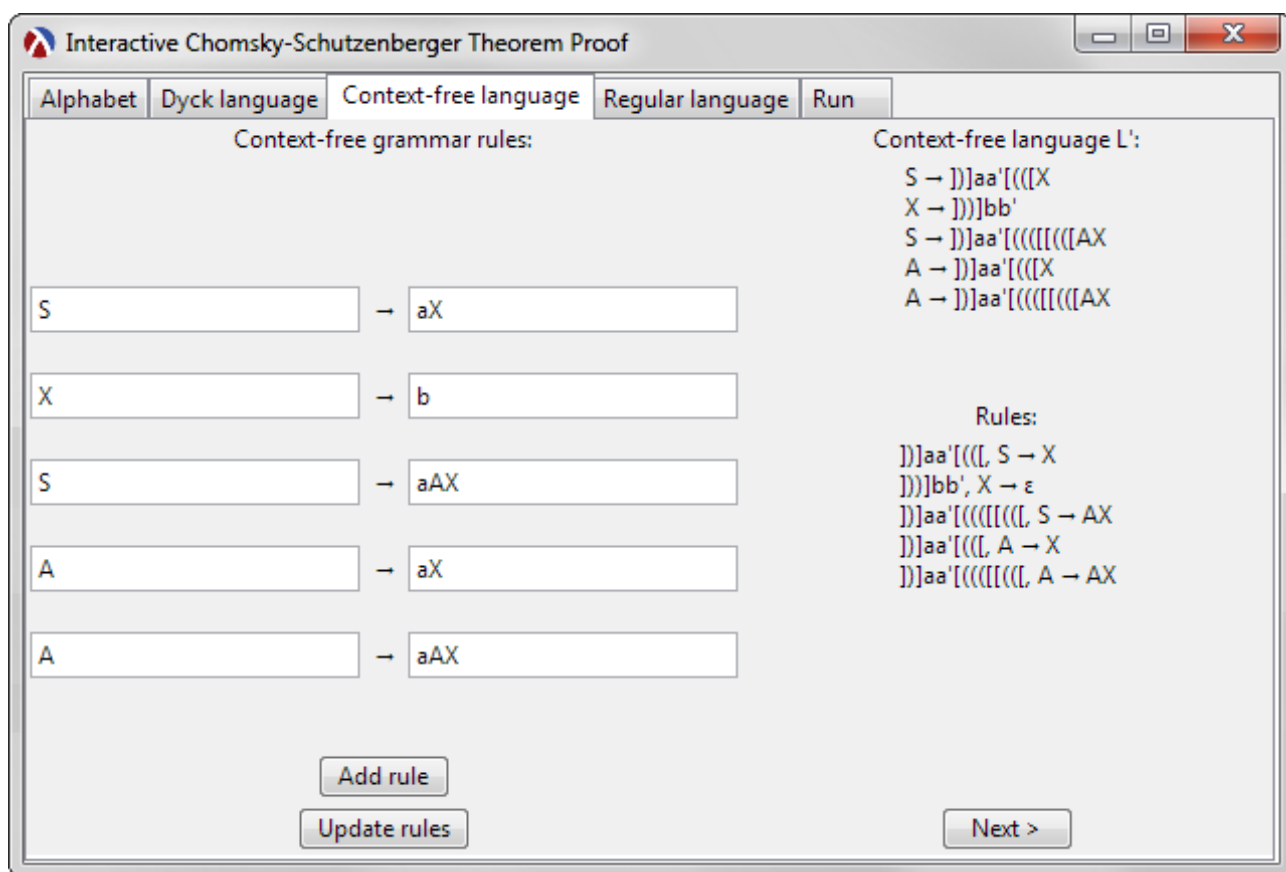 Interactive Chomsky-Schutzenberger Theorem Proof
Alphabet
Dyck language
Context-free language
Regular language
Run
Context-free grammar rules:
S → aX
X → b
S → aAX
A → aX
A → aAX
Add rule
Update rules
Context-free language L':
S → ])]aa'[(([X
X → ]))]bb'
S → ])]aa'[((([[(([AX
A → ])]aa'[(([X
A → ])]aa'[((([[(([AX
Rules:
])]aa'[(([, S → X
]))]bb', X → ε
])]aa'[((([[(([, S → AX
])]aa'[(([, A → X
])]aa'[((([[(([, A → AX
Next >